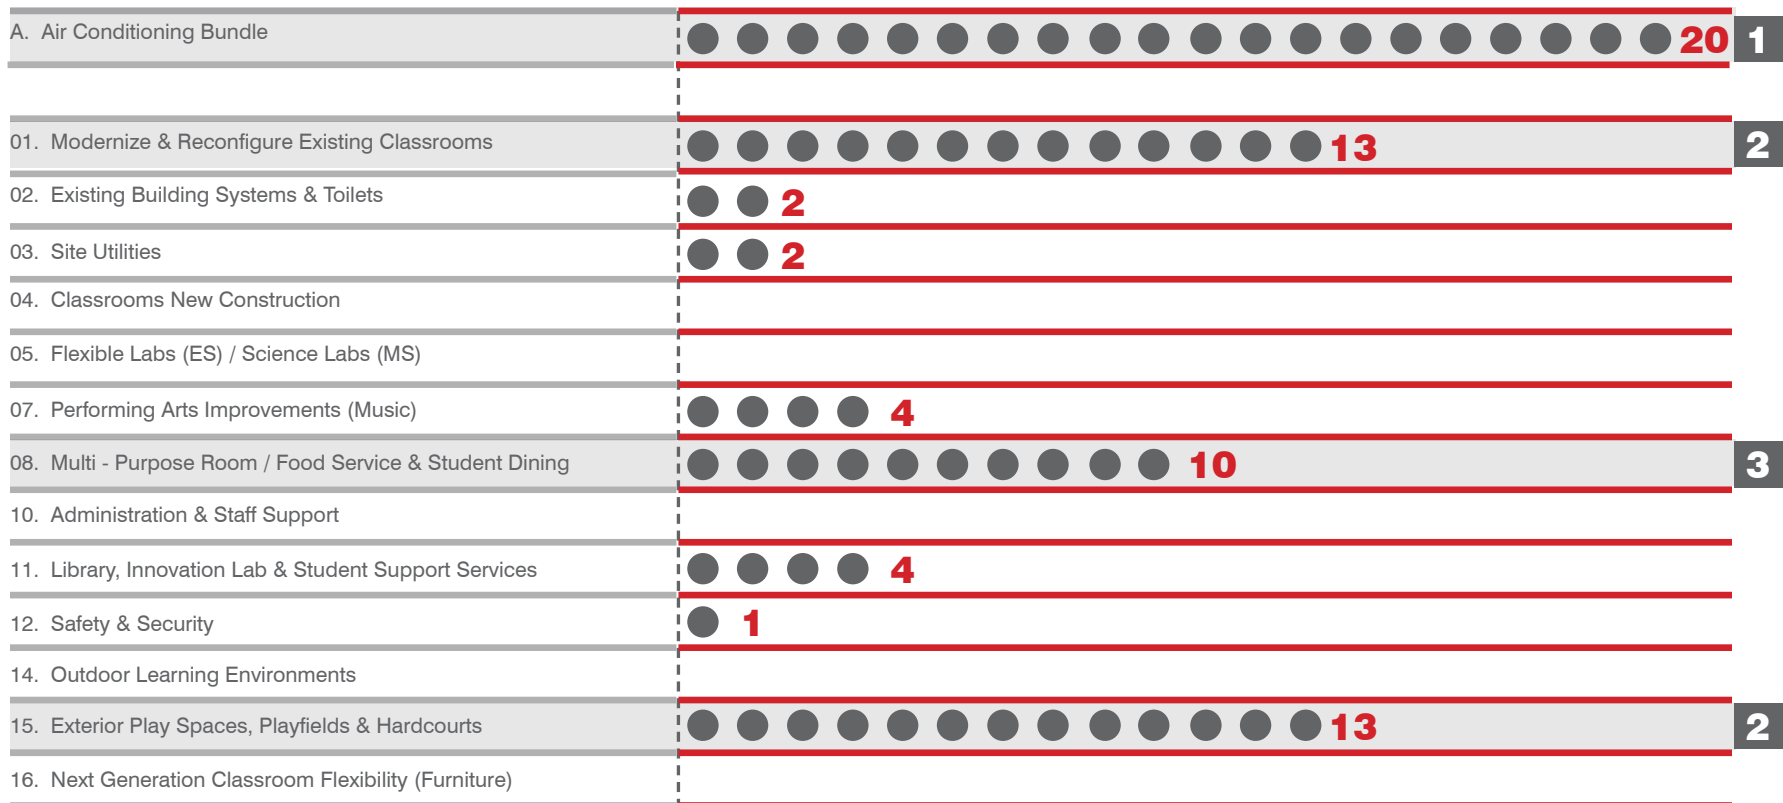 A. Air Conditioning Bundle 20 1
01. Modernize & Reconfigure Existing Classrooms 13 2
02. Existing Building Systems & Toilets 2
03. Site Utilities 2
04. Classrooms New Construction
05. Flexible Labs (ES) / Science Labs (MS)
07. Performing Arts Improvements (Music) 4
08. Multi - Purpose Room / Food Service & Student Dining 10 3
10. Administration & Staff Support
11. Library, Innovation Lab & Student Support Services 4
12. Safety & Security 1
14. Outdoor Learning Environments
15. Exterior Play Spaces, Playfields & Hardcourts 13 2
16. Next Generation Classroom Flexibility (Furniture)